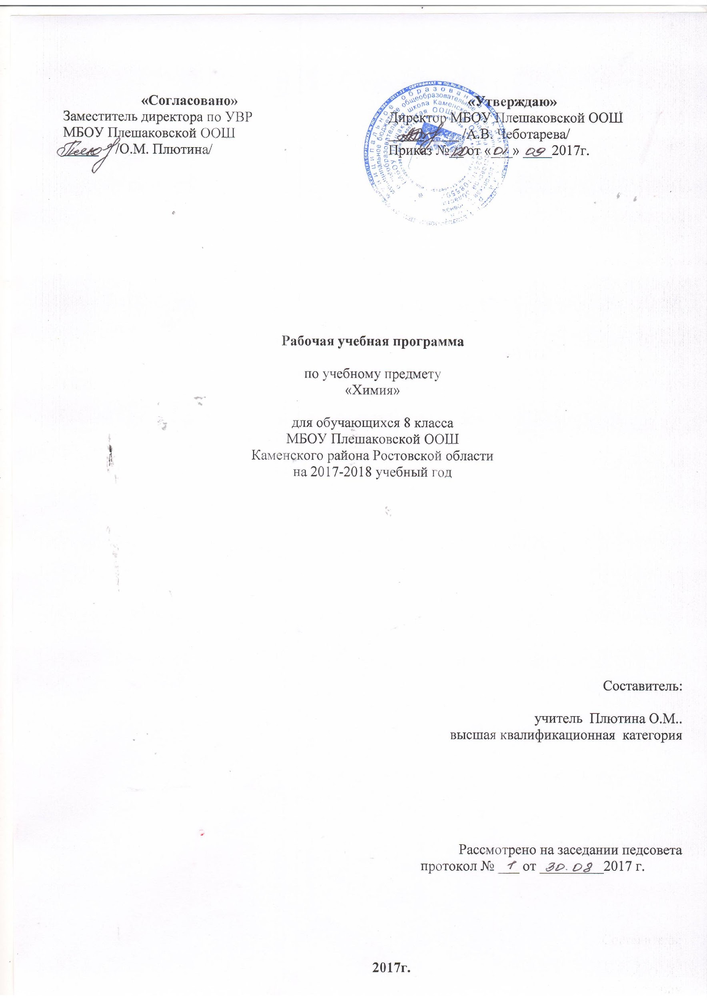 «Согласовано»
Заместитель директора по УВР
МБОУ Плешаковской ООШ
/О.М. Плютина/
«Утверждаю»
Директор МБОУ Плешаковской ООШ
/А.В. Чеботарева/
Приказ № от «01» 09 2017г.
Рабочая учебная программа
по учебному предмету
«Химия»
для обучающихся 8 класса
МБОУ Плешаковской ООШ
Каменского района Ростовской области
на 2017-2018 учебный год
Составитель:
учитель Плютина О.М..
высшая квалификационная категория
Рассмотрено на заседании педсовета
протокол № 1 от 30.08 2017 г.
2017г.